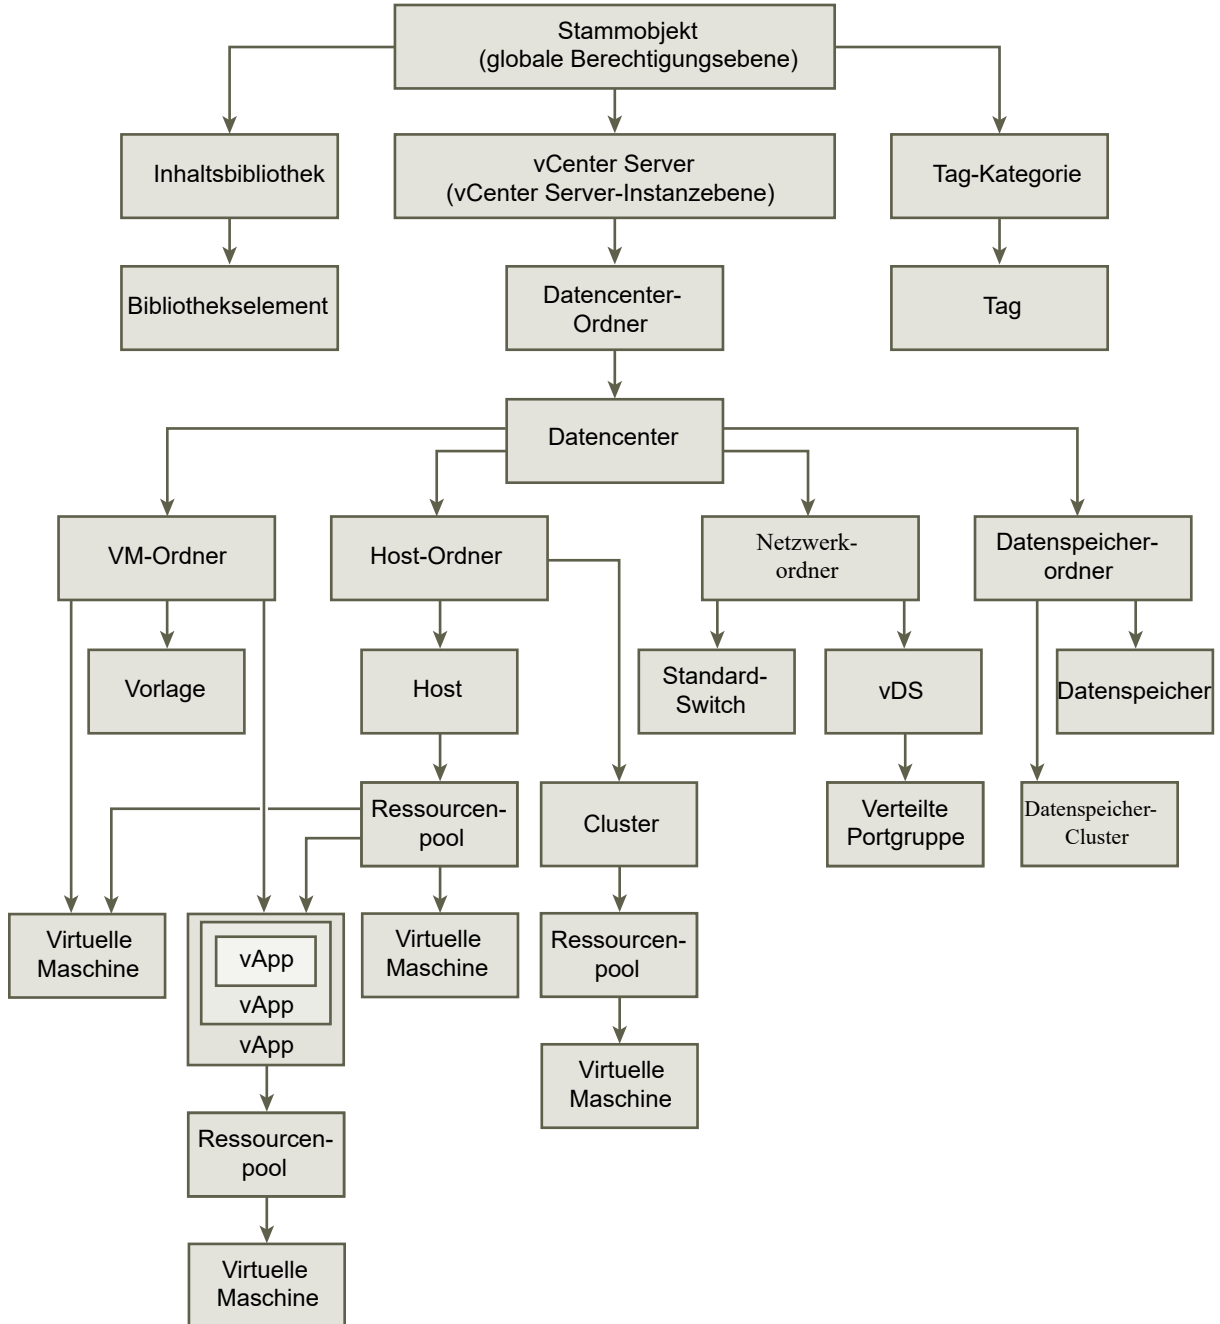 Stammobjekt
(globale Berechtigungsebene)
Inhaltsbibliothek
vCenter Server
(vCenter Server-Instanzebene)
Tag-Kategorie
Bibliothekselement
Datencenter-
Ordner
Tag
Datencenter
VM-Ordner
Host-Ordner
Netzwerk-
ordner
Datenspeicher-
ordner
Vorlage
Host
Standard-
Switch
vDS
Datenspeicher
Ressourcen-
pool
Cluster
Verteilte
Portgruppe
Datenspeicher-
Cluster
Virtuelle
Maschine
vApp
vApp
vApp
Virtuelle
Maschine
Ressourcen-
pool
Virtuelle
Maschine
Ressourcen-
pool
Virtuelle
Maschine